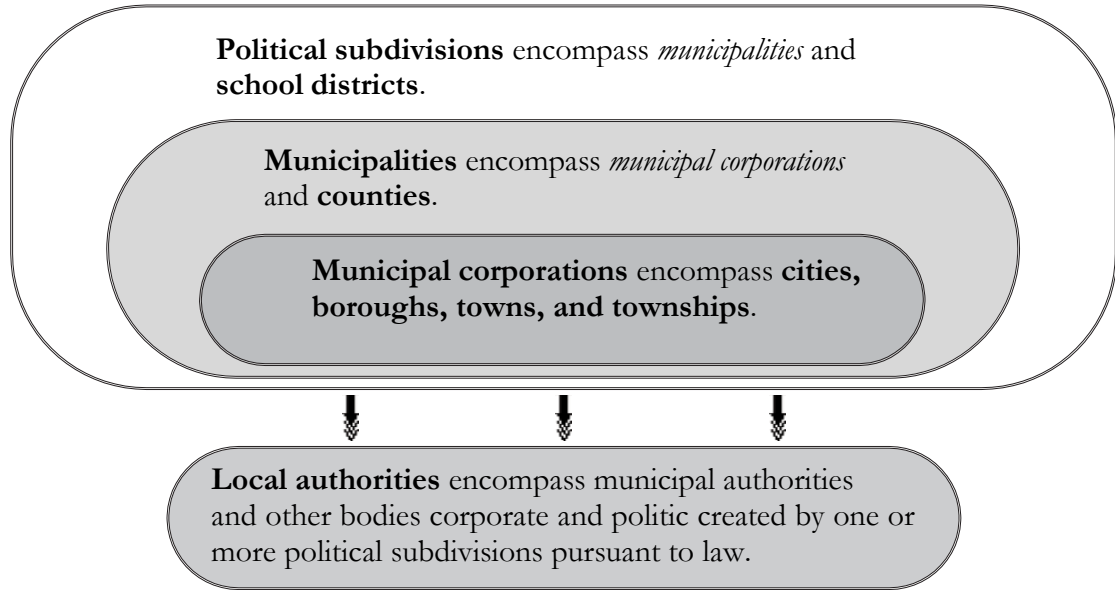 Political subdivisions encompass municipalities and
school districts.
Municipalities encompass municipal corporations
and counties.
Municipal corporations encompass cities,
boroughs, towns, and townships.
Local authorities encompass municipal authorities
and other bodies corporate and politic created by one or
more political subdivisions pursuant to law.